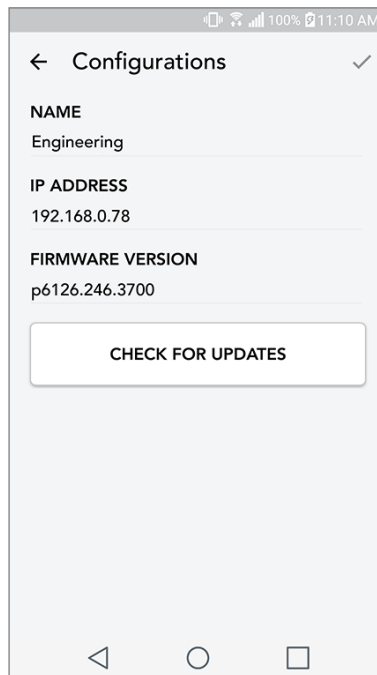 100% 11:10 AM
Configurations
NAME
Engineering
IP ADDRESS
192.168.0.78
FIRMWARE VERSION
p6126.246.3700
CHECK FOR UPDATES